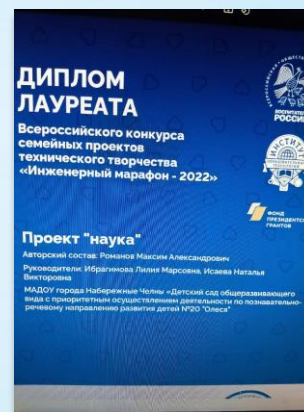 ДИПЛОМ
ЛАУРЕАТА
Всероссийского конкурса
семейных проектов
технического творчества
«Инженерный марафон - 2022»
ВОСПИТАТЕЛИ
РОССИИ
ИНСТИТУТ
ФОНД
ПРЕЗИДЕНТСКИХ
ГРАНТОВ
Проект "наука"
Авторский состав: Романов Максим Александрович
Руководители: Ибрагимова Лилия Марсовна, Исаева Наталья
Викторовна
МАДОУ города Набережные Челны «Детский сад общеразвивающего
вида с приоритетным осуществлением деятельности по познавательно-
речевому направлению развития детей №20 "Олеся"